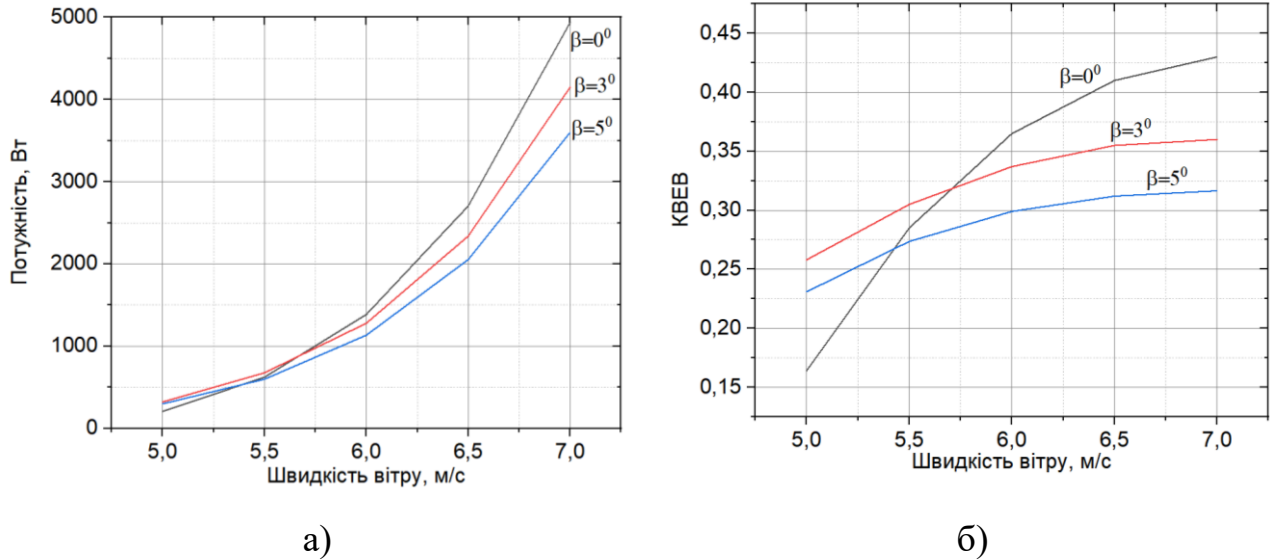 5000
4000
3000
2000
1000
0
Потужність, Вт
β=0⁰
β=3⁰
β=5⁰
5,0 5,5 6,0 6,5 7,0
Швидкість вітру, м/с
а)
0,45
0,40
0,35
0,30
0,25
0,20
0,15
КВЕВ
β=0⁰
β=3⁰
β=5⁰
5,0 5,5 6,0 6,5 7,0
Швидкість вітру, м/с
б)